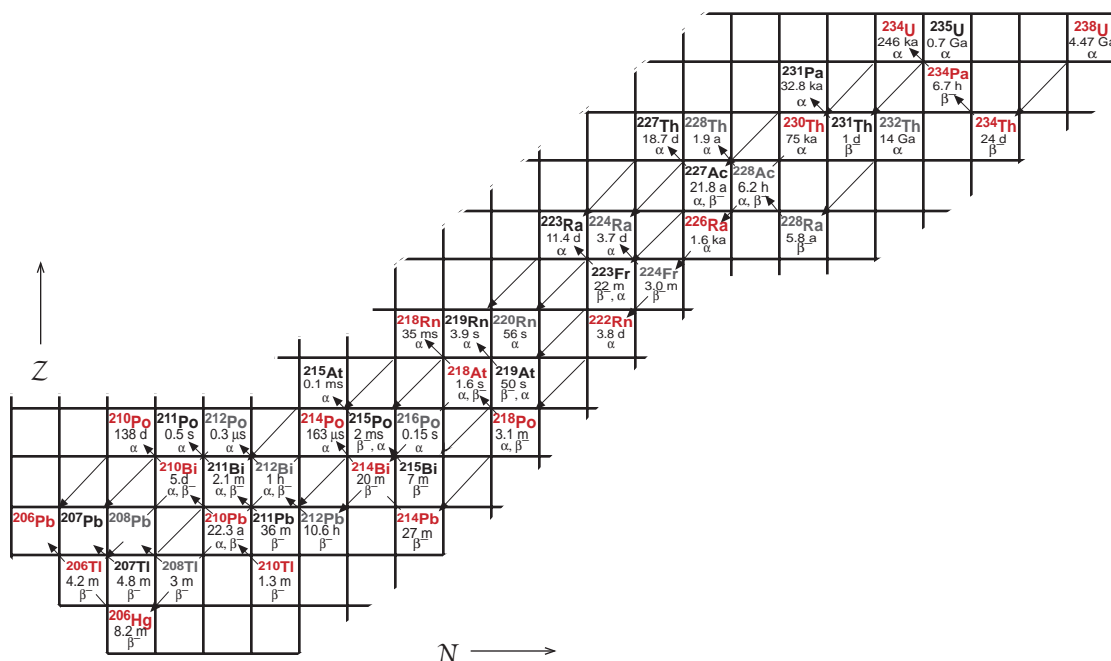 ²³⁴U ²³⁵U ²³⁸U
246 ka 0.7 Ga 4.47 Ga
α α α
²³¹Pa ²³⁴Pa
32.8 ka 6.7 h
α β⁻
²²⁷Th ²²⁸Th ²³⁰Th ²³¹Th ²³²Th ²³⁴Th
18.7 d 1.9 a 75 ka 1 d 14 Ga 24 d
α α α β⁻ α β⁻
²²⁷Ac ²²⁸Ac
21.8 a 6.2 h
α, β⁻ α, β⁻
²²³Ra ²²⁴Ra ²²⁶Ra ²²⁸Ra
11.4 d 3.7 d 1.6 ka 5.8 a
α α α β⁻
²²³Fr ²²⁴Fr
22 m 3.0 m
β⁻, α β⁻
²¹⁸Rn ²¹⁹Rn ²²⁰Rn ²²²Rn
35 ms 3.9 s 56 s 3.8 d
α α α α
²¹⁵At ²¹⁸At ²¹⁹At
0.1 ms 1.6 s 50 s
α α, β⁻ β⁻, α
Z
²¹⁰Po ²¹¹Po ²¹²Po ²¹⁴Po ²¹⁵Po ²¹⁶Po ²¹⁸Po
138 d 0.5 s 0.3 µs 163 µs 2 ms 0.15 s 3.1 m
α α α α β⁻, α α α, β⁻
²¹⁰Bi ²¹¹Bi ²¹²Bi ²¹⁴Bi ²¹⁵Bi
5 d 2.1 m 1 h 20 m 7 m
α, β⁻ α, β⁻ α, β⁻ β⁻ β⁻
²⁰⁶Pb ²⁰⁷Pb ²⁰⁸Pb ²¹⁰Pb ²¹¹Pb ²¹²Pb ²¹⁴Pb
22.3 a 36 m 10.6 h 27 m
α, β⁻ β⁻ β⁻ β⁻
²⁰⁶Tl ²⁰⁷Tl ²⁰⁸Tl ²¹⁰Tl
4.2 m 4.8 m 3 m 1.3 m
β⁻ β⁻ β⁻ β⁻
²⁰⁶Hg
8.2 m
β⁻
N